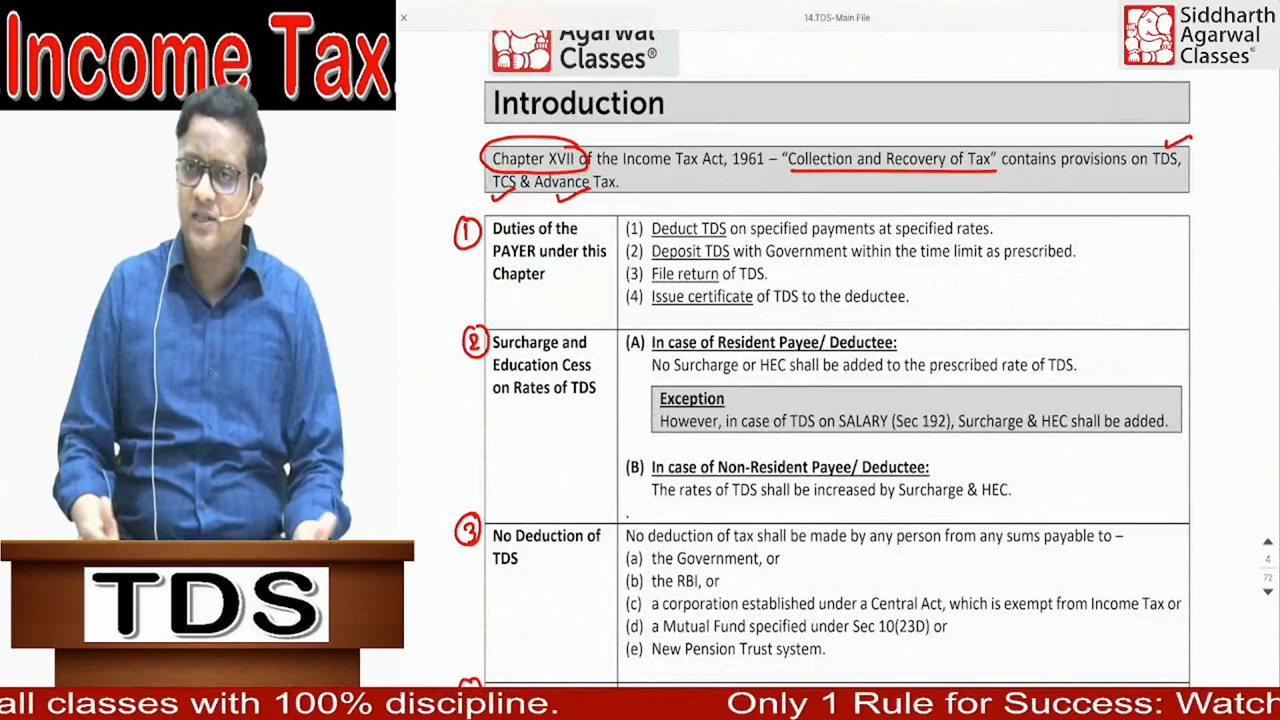 Income Tax.
14.TDS-Main File
Siddharth
Agarwal
Classes®
Agarwal
Classes®
Introduction
Chapter XVII of the Income Tax Act, 1961 – “Collection and Recovery of Tax” contains provisions on TDS,
TCS & Advance Tax.
1
Duties of the
PAYER under this
Chapter
(1) Deduct TDS on specified payments at specified rates.
(2) Deposit TDS with Government within the time limit as prescribed.
(3) File return of TDS.
(4) Issue certificate of TDS to the deductee.
2
Surcharge and
Education Cess
on Rates of TDS
(A) In case of Resident Payee/ Deductee:
No Surcharge or HEC shall be added to the prescribed rate of TDS.
Exception
However, in case of TDS on SALARY (Sec 192), Surcharge & HEC shall be added.
(B) In case of Non-Resident Payee/ Deductee:
The rates of TDS shall be increased by Surcharge & HEC.
.
3
No Deduction of
TDS
No deduction of tax shall be made by any person from any sums payable to –
(a) the Government, or
(b) the RBI, or
(c) a corporation established under a Central Act, which is exempt from Income Tax or
(d) a Mutual Fund specified under Sec 10(23D) or
(e) New Pension Trust system.
4
72
TDS
all classes with 100% discipline.
Only 1 Rule for Success: Watch